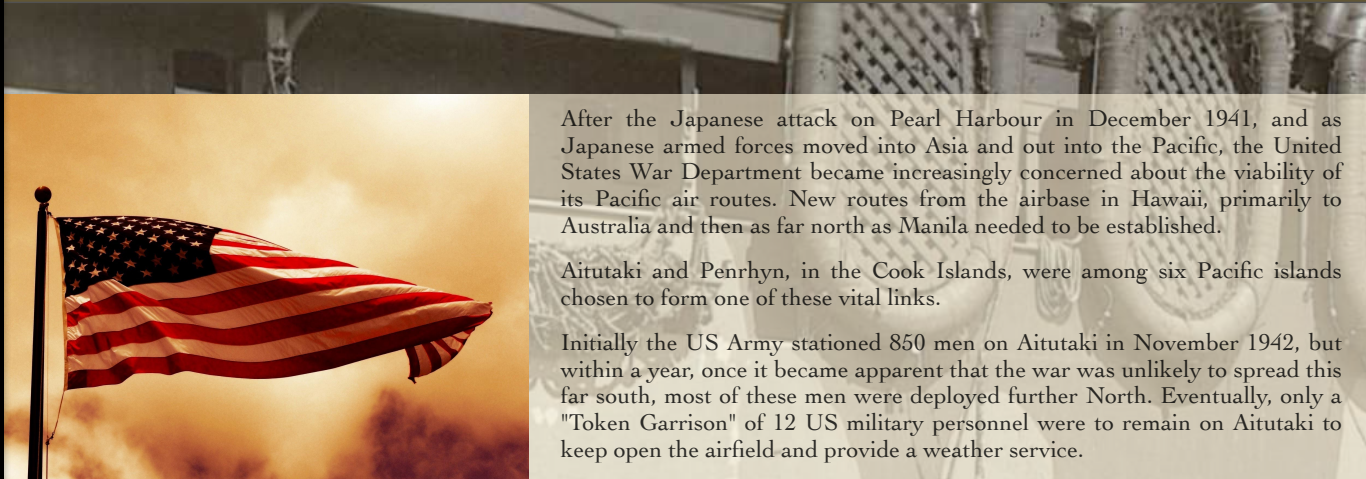 After the Japanese attack on Pearl Harbour in December 1941, and as
Japanese armed forces moved into Asia and out into the Pacific, the United
States War Department became increasingly concerned about the viability of
its Pacific air routes. New routes from the airbase in Hawaii, primarily to
Australia and then as far north as Manila needed to be established.
Aitutaki and Penrhyn, in the Cook Islands, were among six Pacific islands
chosen to form one of these vital links.
Initially the US Army stationed 850 men on Aitutaki in November 1942, but
within a year, once it became apparent that the war was unlikely to spread this
far south, most of these men were deployed further North. Eventually, only a
"Token Garrison" of 12 US military personnel were to remain on Aitutaki to
keep open the airfield and provide a weather service.